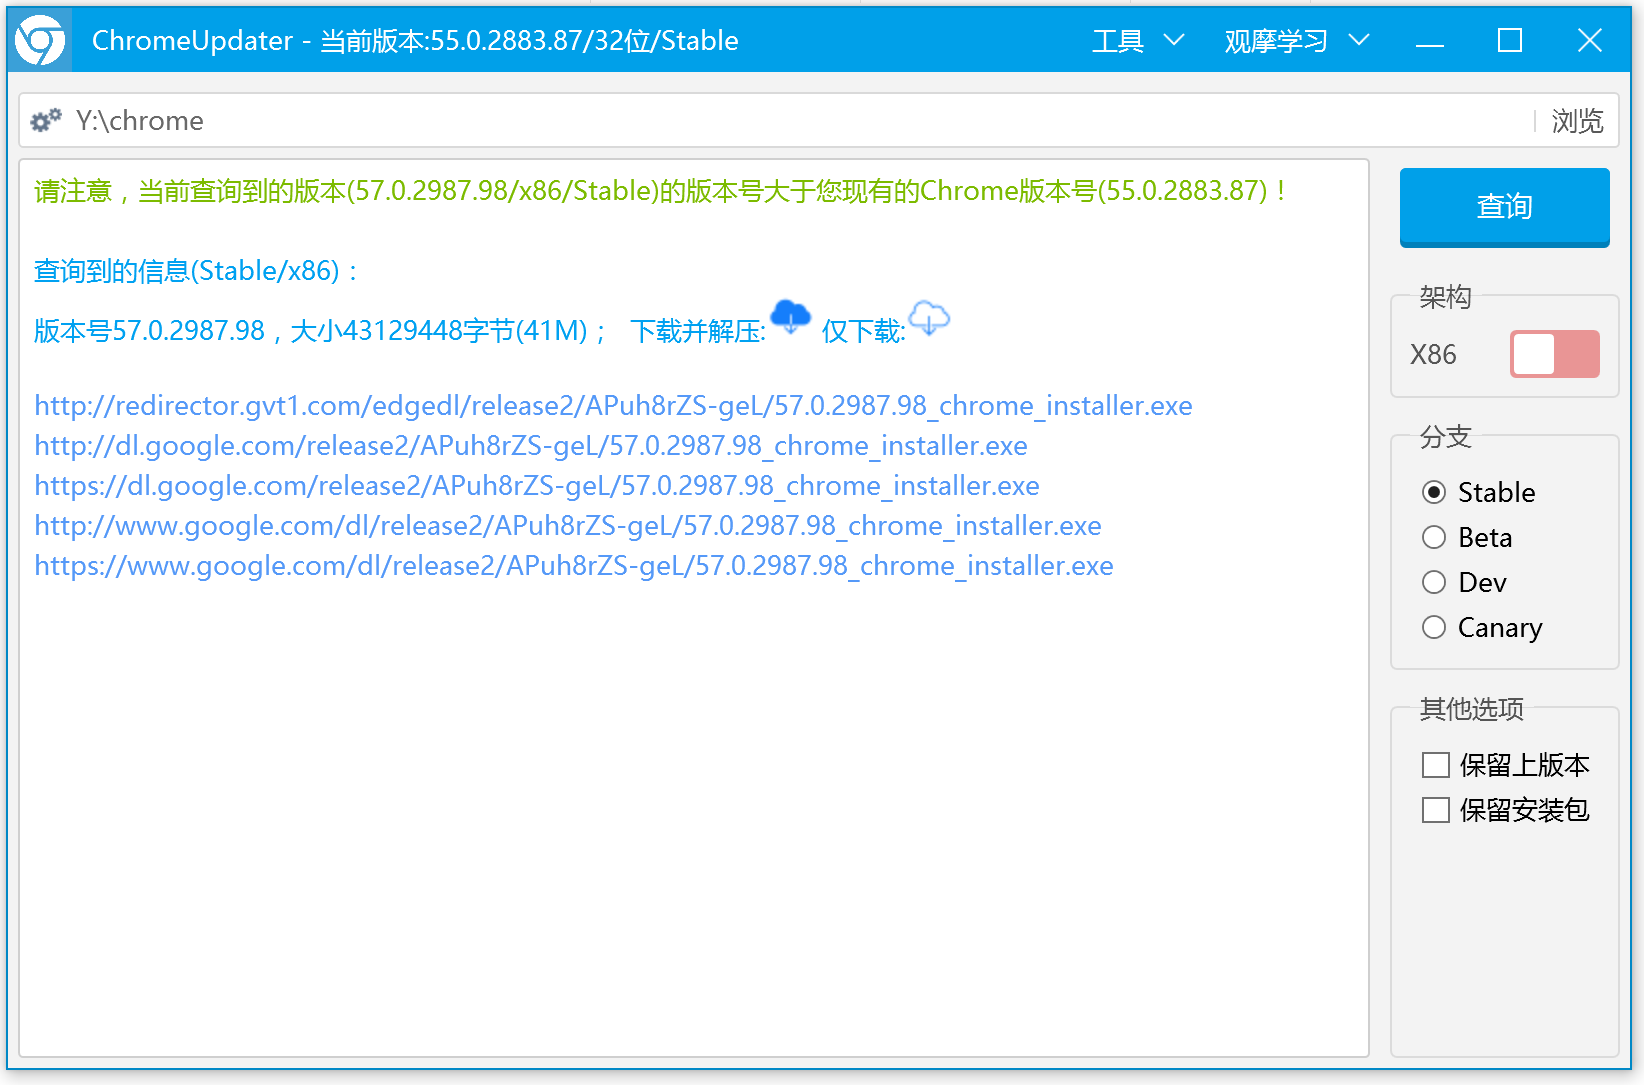 ChromeUpdater - 当前版本:55.0.2883.87/32位/Stable 工具 观摩学习
Y:\chrome 浏览
请注意，当前查询到的版本(57.0.2987.98/x86/Stable)的版本号大于您现有的Chrome版本号(55.0.2883.87)！
查询到的信息(Stable/x86)：
版本号57.0.2987.98，大小43129448字节(41M)； 下载并解压: 仅下载:
http://redirector.gvt1.com/edgedl/release2/APuh8rZS-geL/57.0.2987.98_chrome_installer.exe
http://dl.google.com/release2/APuh8rZS-geL/57.0.2987.98_chrome_installer.exe
https://dl.google.com/release2/APuh8rZS-geL/57.0.2987.98_chrome_installer.exe
http://www.google.com/dl/release2/APuh8rZS-geL/57.0.2987.98_chrome_installer.exe
https://www.google.com/dl/release2/APuh8rZS-geL/57.0.2987.98_chrome_installer.exe
查询
架构
X86
分支
Stable
Beta
Dev
Canary
其他选项
保留上版本
保留安装包